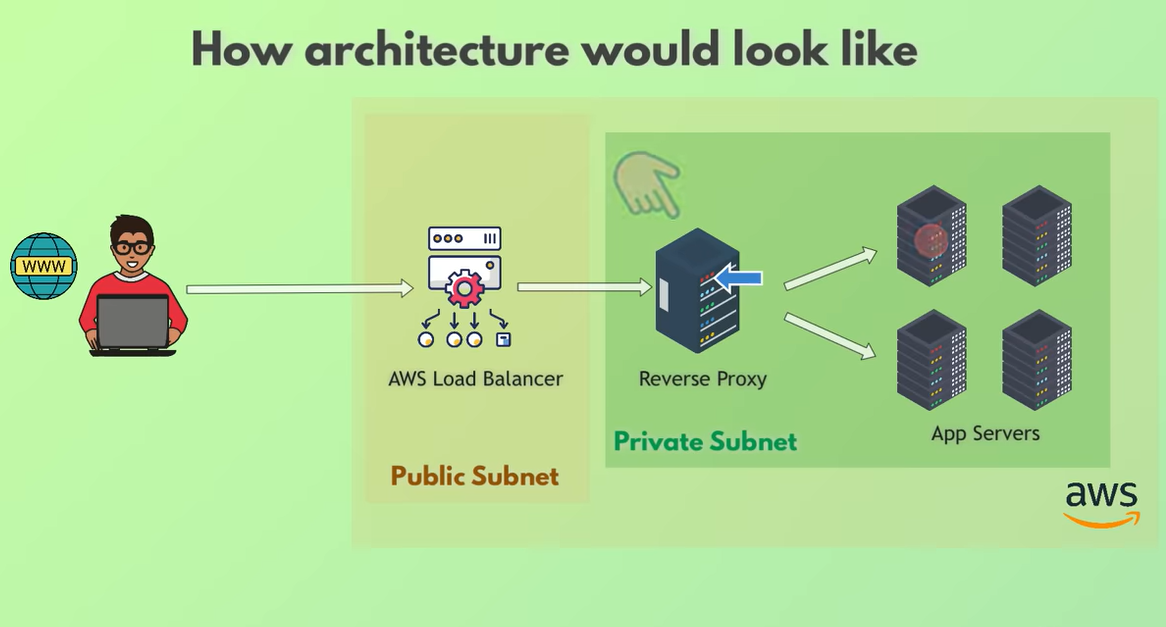 How architecture would look like
WWW
AWS Load Balancer
Public Subnet
Reverse Proxy
Private Subnet
App Servers
aws